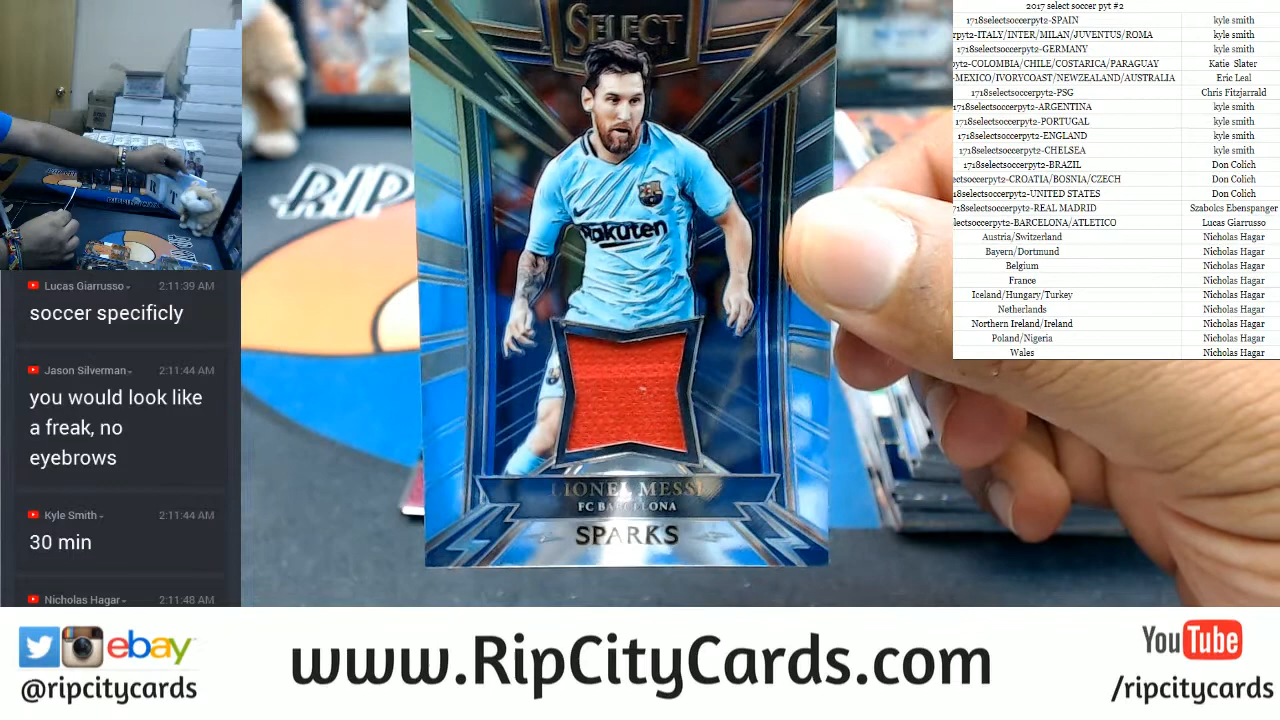 2017 select soccer pyt #2
1718selectsoccerpyt2-SPAIN kyle smith
pyt2-ITALY/INTER/MILAN/JUVENTUS/ROMA kyle smith
1718selectsoccerpyt2-GERMANY kyle smith
pyt2-COLOMBIA/CHILE/COSTARICA/PARAGUAY Katie Slater
MEXICO/IVORYCOAST/NEWZEALAND/AUSTRALIA Eric Leal
1718selectsoccerpyt2-PSG Chris Fitzjarrald
1718selectsoccerpyt2-ARGENTINA kyle smith
1718selectsoccerpyt2-PORTUGAL kyle smith
1718selectsoccerpyt2-ENGLAND kyle smith
1718selectsoccerpyt2-CHELSEA kyle smith
1718selectsoccerpyt2-BRAZIL Don Colich
ectsoccerpyt2-CROATIA/BOSNIA/CZECH Don Colich
18selectsoccerpyt2-UNITED STATES Don Colich
718selectsoccerpyt2-REAL MADRID Szabolcs Ebenspanger
lectsoccerpyt2-BARCELONA/ATLETICO Lucas Giarrusso
Austria/Switzerland Nicholas Hagar
Bayern/Dortmund Nicholas Hagar
Belgium Nicholas Hagar
France Nicholas Hagar
Iceland/Hungary/Turkey Nicholas Hagar
Netherlands Nicholas Hagar
Northern Ireland/Ireland Nicholas Hagar
Poland/Nigeria Nicholas Hagar
Wales Nicholas Hagar
SELECT
RIP
Rakuten
LIONEL MESSI
FC BARCELONA
SPARKS
Lucas Giarrusso 2:11:39 AM
soccer specificly
Jason Silverman 2:11:44 AM
you would look like
a freak, no
eyebrows
Kyle Smith 2:11:44 AM
30 min
Nicholas Hagar 2:11:48 AM
ebay
@ripcitycards
www.RipCityCards.com
YouTube
/ripcitycards